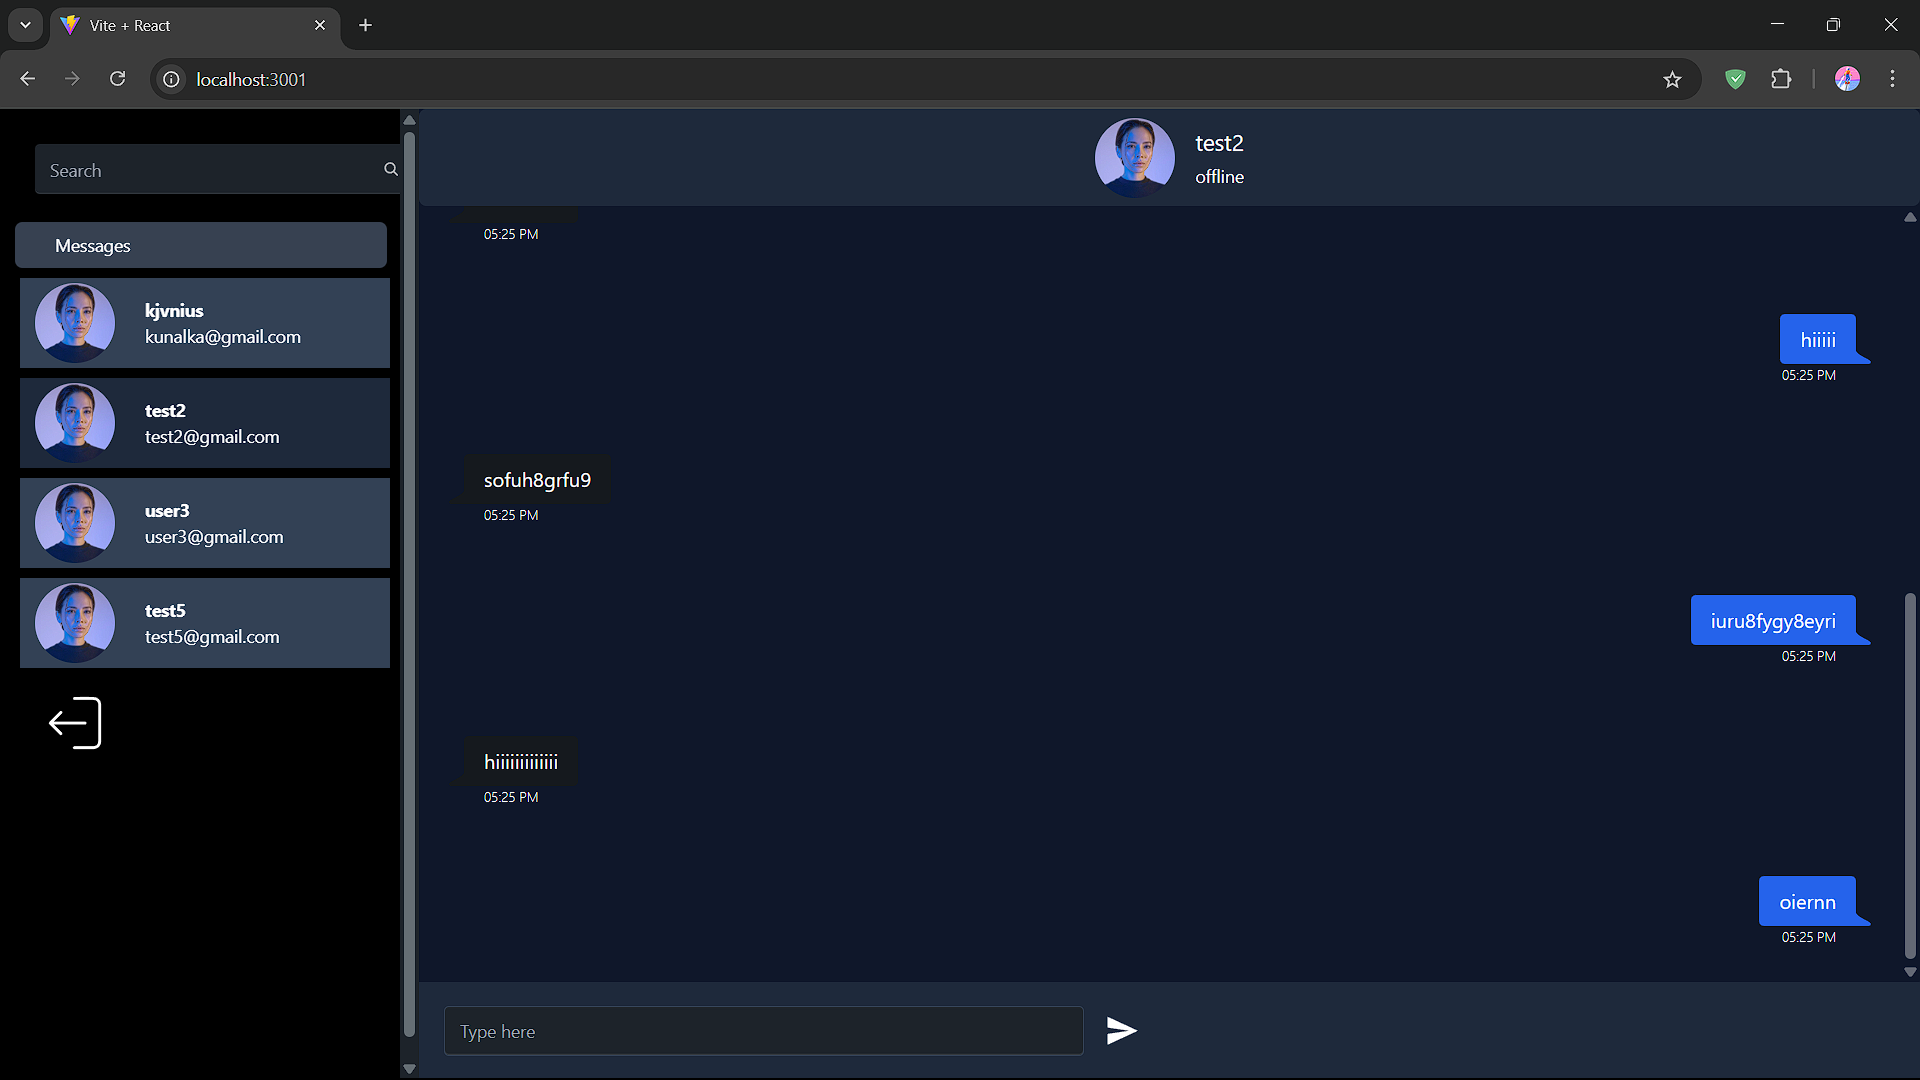 Vite + React
localhost:3001
Search
Messages
kjvnius
kunalka@gmail.com
test2
test2@gmail.com
user3
user3@gmail.com
test5
test5@gmail.com
test2
offline
05:25 PM
hiiiii
05:25 PM
sofuh8grfu9
05:25 PM
iuru8fygy8eyri
05:25 PM
hiiiiiiiiiiiii
05:25 PM
oiernn
05:25 PM
Type here